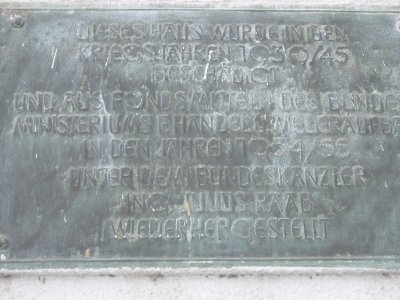 DIESES HAUS WURDE IN DEN
KRIEGSJAHREN 1939/45
BESCHÄDIGT
UND AUS FONDSMITTELN DES BUNDES
MINISTERIUMS F HANDEL U WIEDERAUFBAU
IN DEN JAHREN 1954/55
UNTER DEM BUNDESKANZLER
ING JULIUS RAAB
WIEDERHERGESTELLT